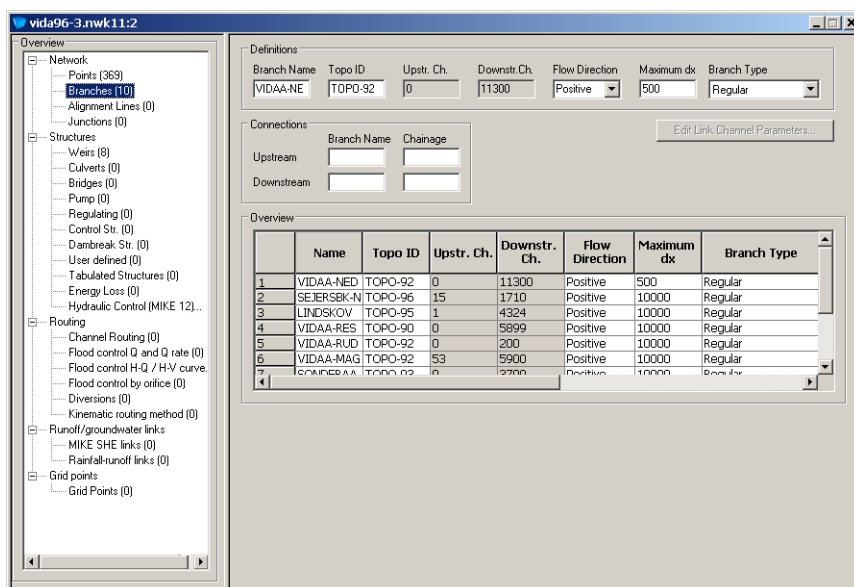 vida96-3.nwk11:2
Overview
Network
Points (369)
Branches (10)
Alignment Lines (0)
Junctions (0)
Structures
Weirs (8)
Culverts (0)
Bridges (0)
Pump (0)
Regulating (0)
Control Str. (0)
Dambreak Str. (0)
User defined (0)
Tabulated Structures (0)
Energy Loss (0)
Hydraulic Control (MIKE 12)...
Routing
Channel Routing (0)
Flood control Q and Q rate (0)
Flood control H-Q / H-V curve.
Flood control by orifice (0)
Diversions (0)
Kinematic routing method (0)
Runoff/groundwater links
MIKE SHE links (0)
Rainfall-runoff links (0)
Grid points
Grid Points (0)
Definitions
Branch Name Topo ID Upstr. Ch. Downstr.Ch. Flow Direction Maximum dx Branch Type
VIDAA-NE TOPO-92 0 11300 Positive 500 Regular
Connections
Branch Name Chainage
Upstream
Downstream
Edit Link Channel Parameters...
Overview
Name Topo ID Upstr. Ch. Downstr. Ch. Flow Direction Maximum dx Branch Type
1 VIDAA-NED TOPO-92 0 11300 Positive 500 Regular
2 SEJERSBK-N TOPO-96 15 1710 Positive 10000 Regular
3 LINDSKOV TOPO-95 1 4324 Positive 10000 Regular
4 VIDAA-RES TOPO-90 0 5899 Positive 10000 Regular
5 VIDAA-RUD TOPO-92 0 200 Positive 10000 Regular
6 VIDAA-MAG TOPO-92 53 5900 Positive 10000 Regular
7 SONDERAA TOPO-93 0 3700 Positive 10000 Regular